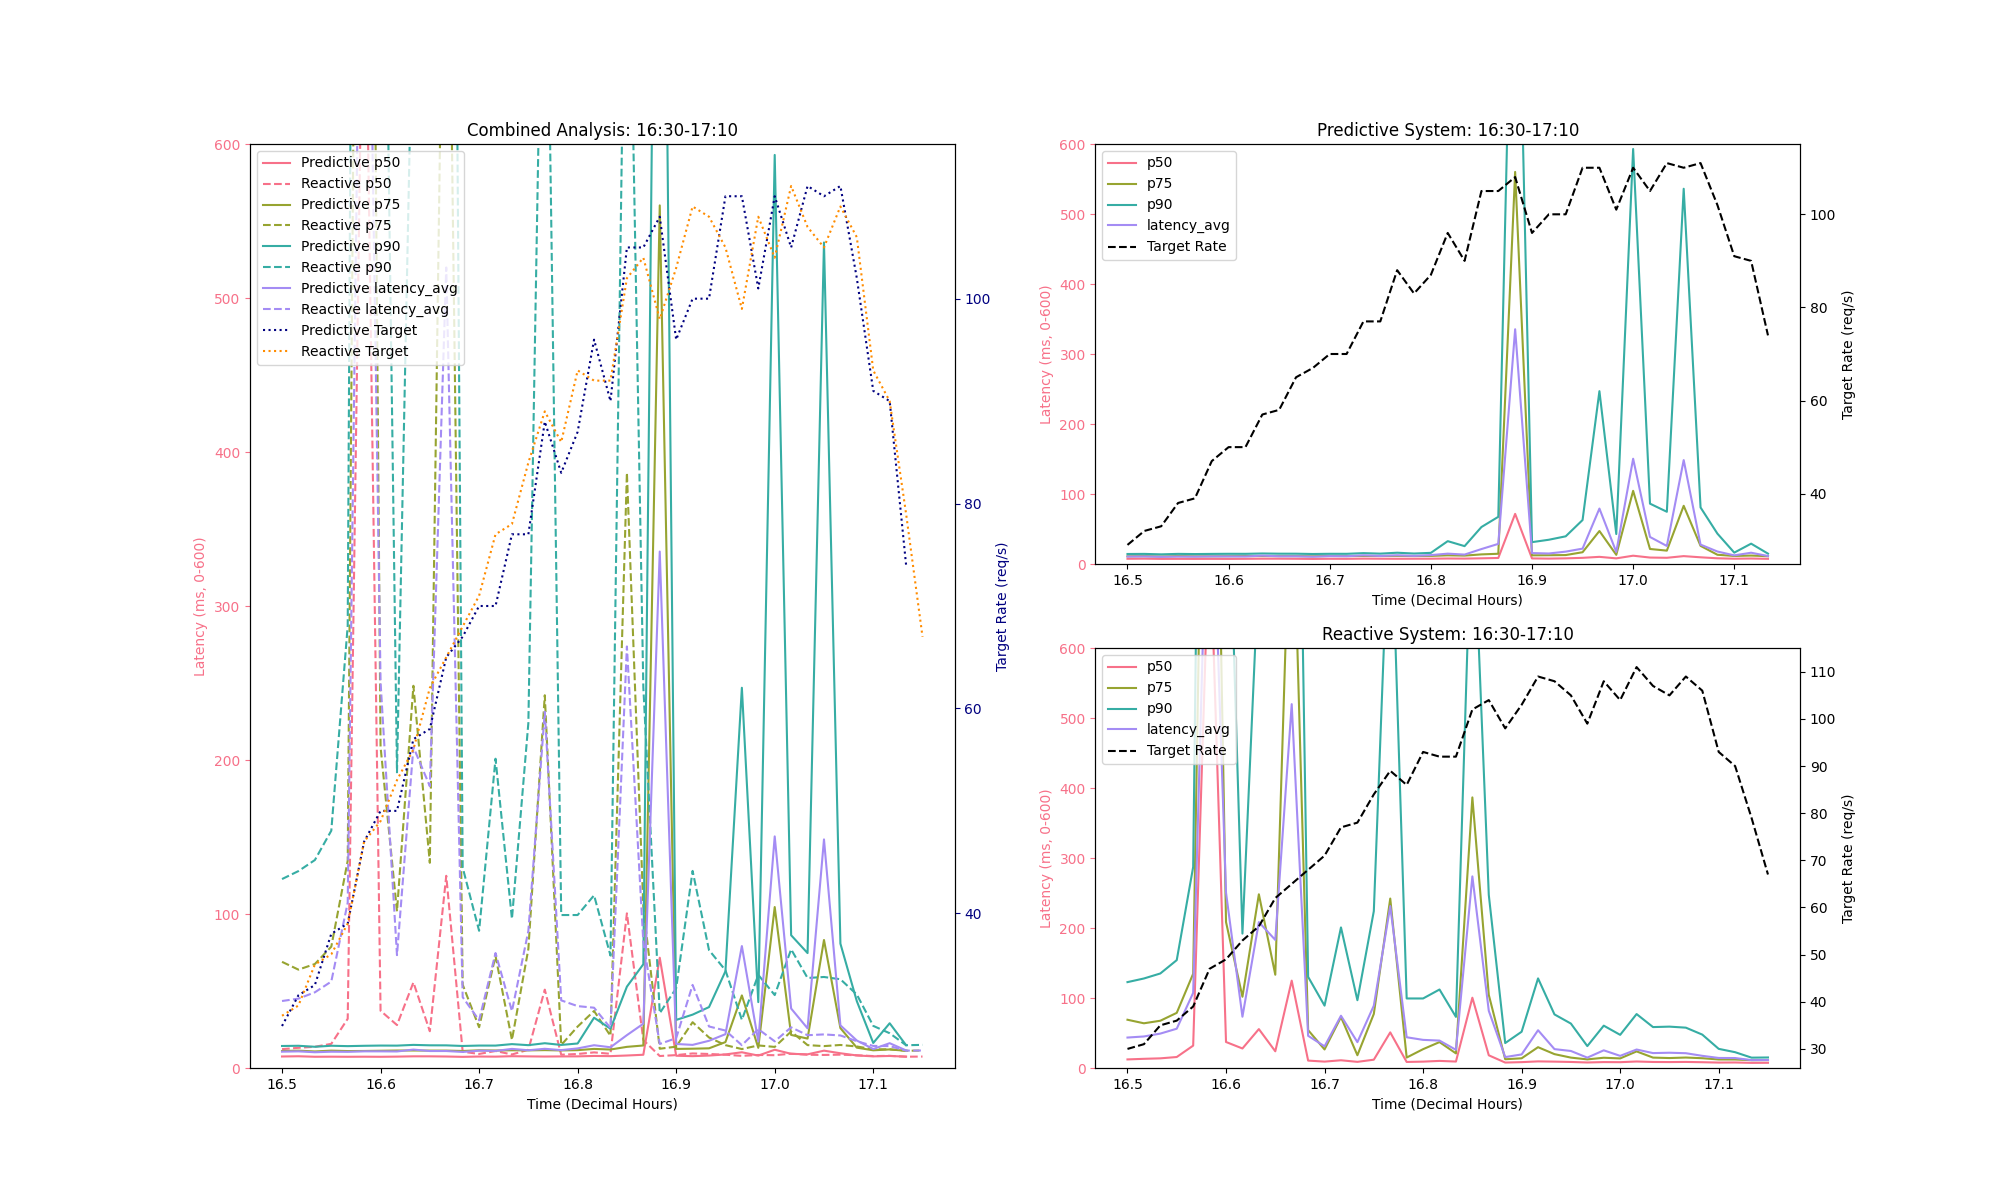 Combined Analysis: 16:30-17:10
Predictive p50
Reactive p50
Predictive p75
Reactive p75
Predictive p90
Reactive p90
Predictive latency_avg
Reactive latency_avg
Predictive Target
Reactive Target
600
500
400
300
200
100
0
Latency (ms, 0-600)
100
80
60
40
Target Rate (req/s)
16.5 16.6 16.7 16.8 16.9 17.0 17.1
Time (Decimal Hours)
Predictive System: 16:30-17:10
p50
p75
p90
latency_avg
Target Rate
600
500
400
300
200
100
0
Latency (ms, 0-600)
100
80
60
40
Target Rate (req/s)
16.5 16.6 16.7 16.8 16.9 17.0 17.1
Time (Decimal Hours)
Reactive System: 16:30-17:10
p50
p75
p90
latency_avg
Target Rate
600
500
400
300
200
100
0
Latency (ms, 0-600)
110
100
90
80
70
60
50
40
30
Target Rate (req/s)
16.5 16.6 16.7 16.8 16.9 17.0 17.1
Time (Decimal Hours)